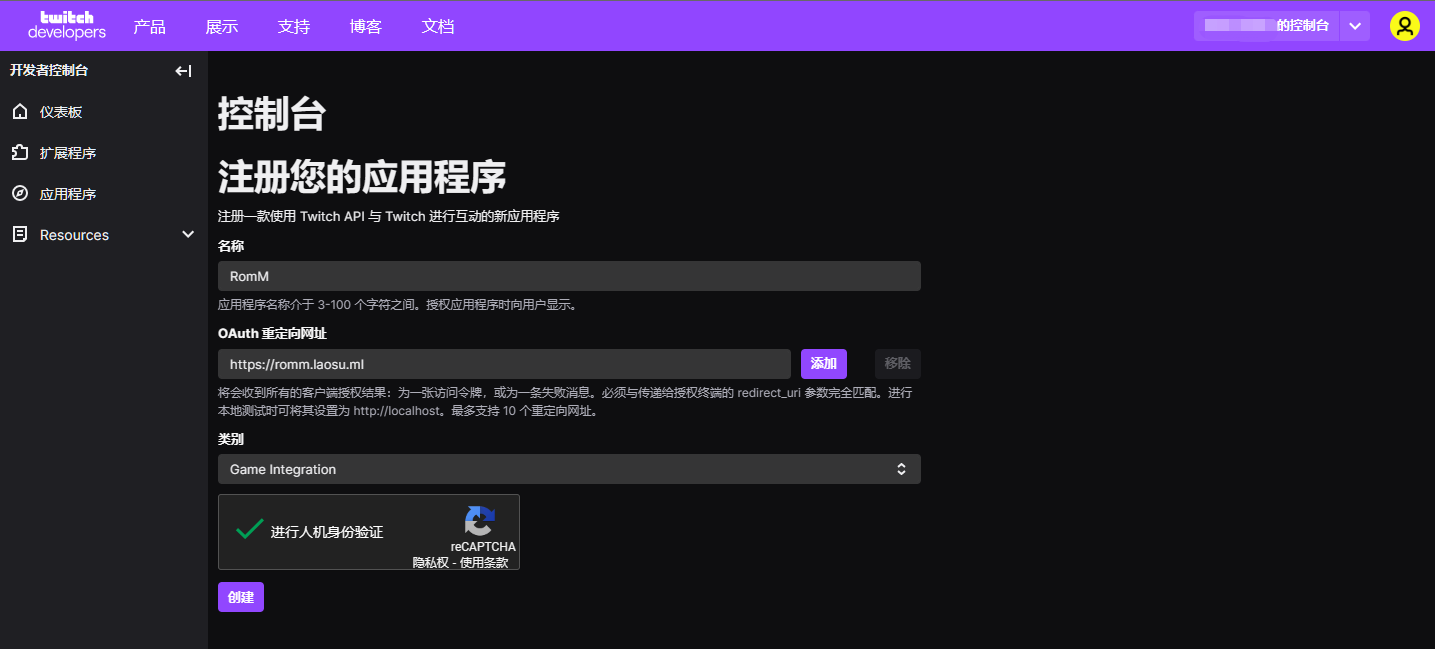 twitch
developers
产品
展示
支持
博客
文档
的控制台
开发者控制台
仪表板
扩展程序
应用程序
Resources
控制台
注册您的应用程序
注册一款使用 Twitch API 与 Twitch 进行互动的新应用程序
名称
RomM
应用程序名称介于 3-100 个字符之间。授权应用程序时向用户显示。
OAuth 重定向网址
https://romm.laosu.ml
添加
移除
将会收到所有的客户端授权结果：为一张访问令牌，或为一条失败消息。必须与传递给授权终端的 redirect_uri 参数完全匹配。进行
本地测试时可将其设置为 http://localhost。最多支持 10 个重定向网址。
类别
Game Integration
进行人机身份验证
reCAPTCHA
隐私权 - 使用条款
创建